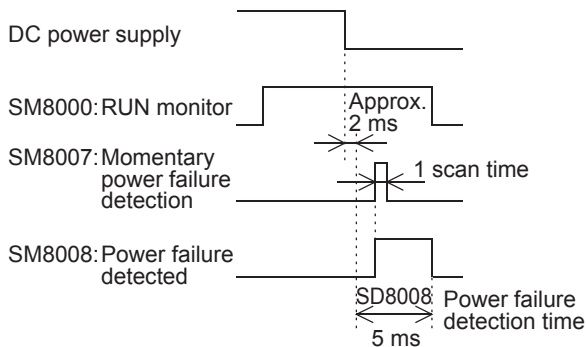 DC power supply
SM8000: RUN monitor
Approx.
2 ms
SM8007: Momentary
power failure
detection
1 scan time
SM8008: Power failure
detected
SD8008
Power failure
detection time
5 ms